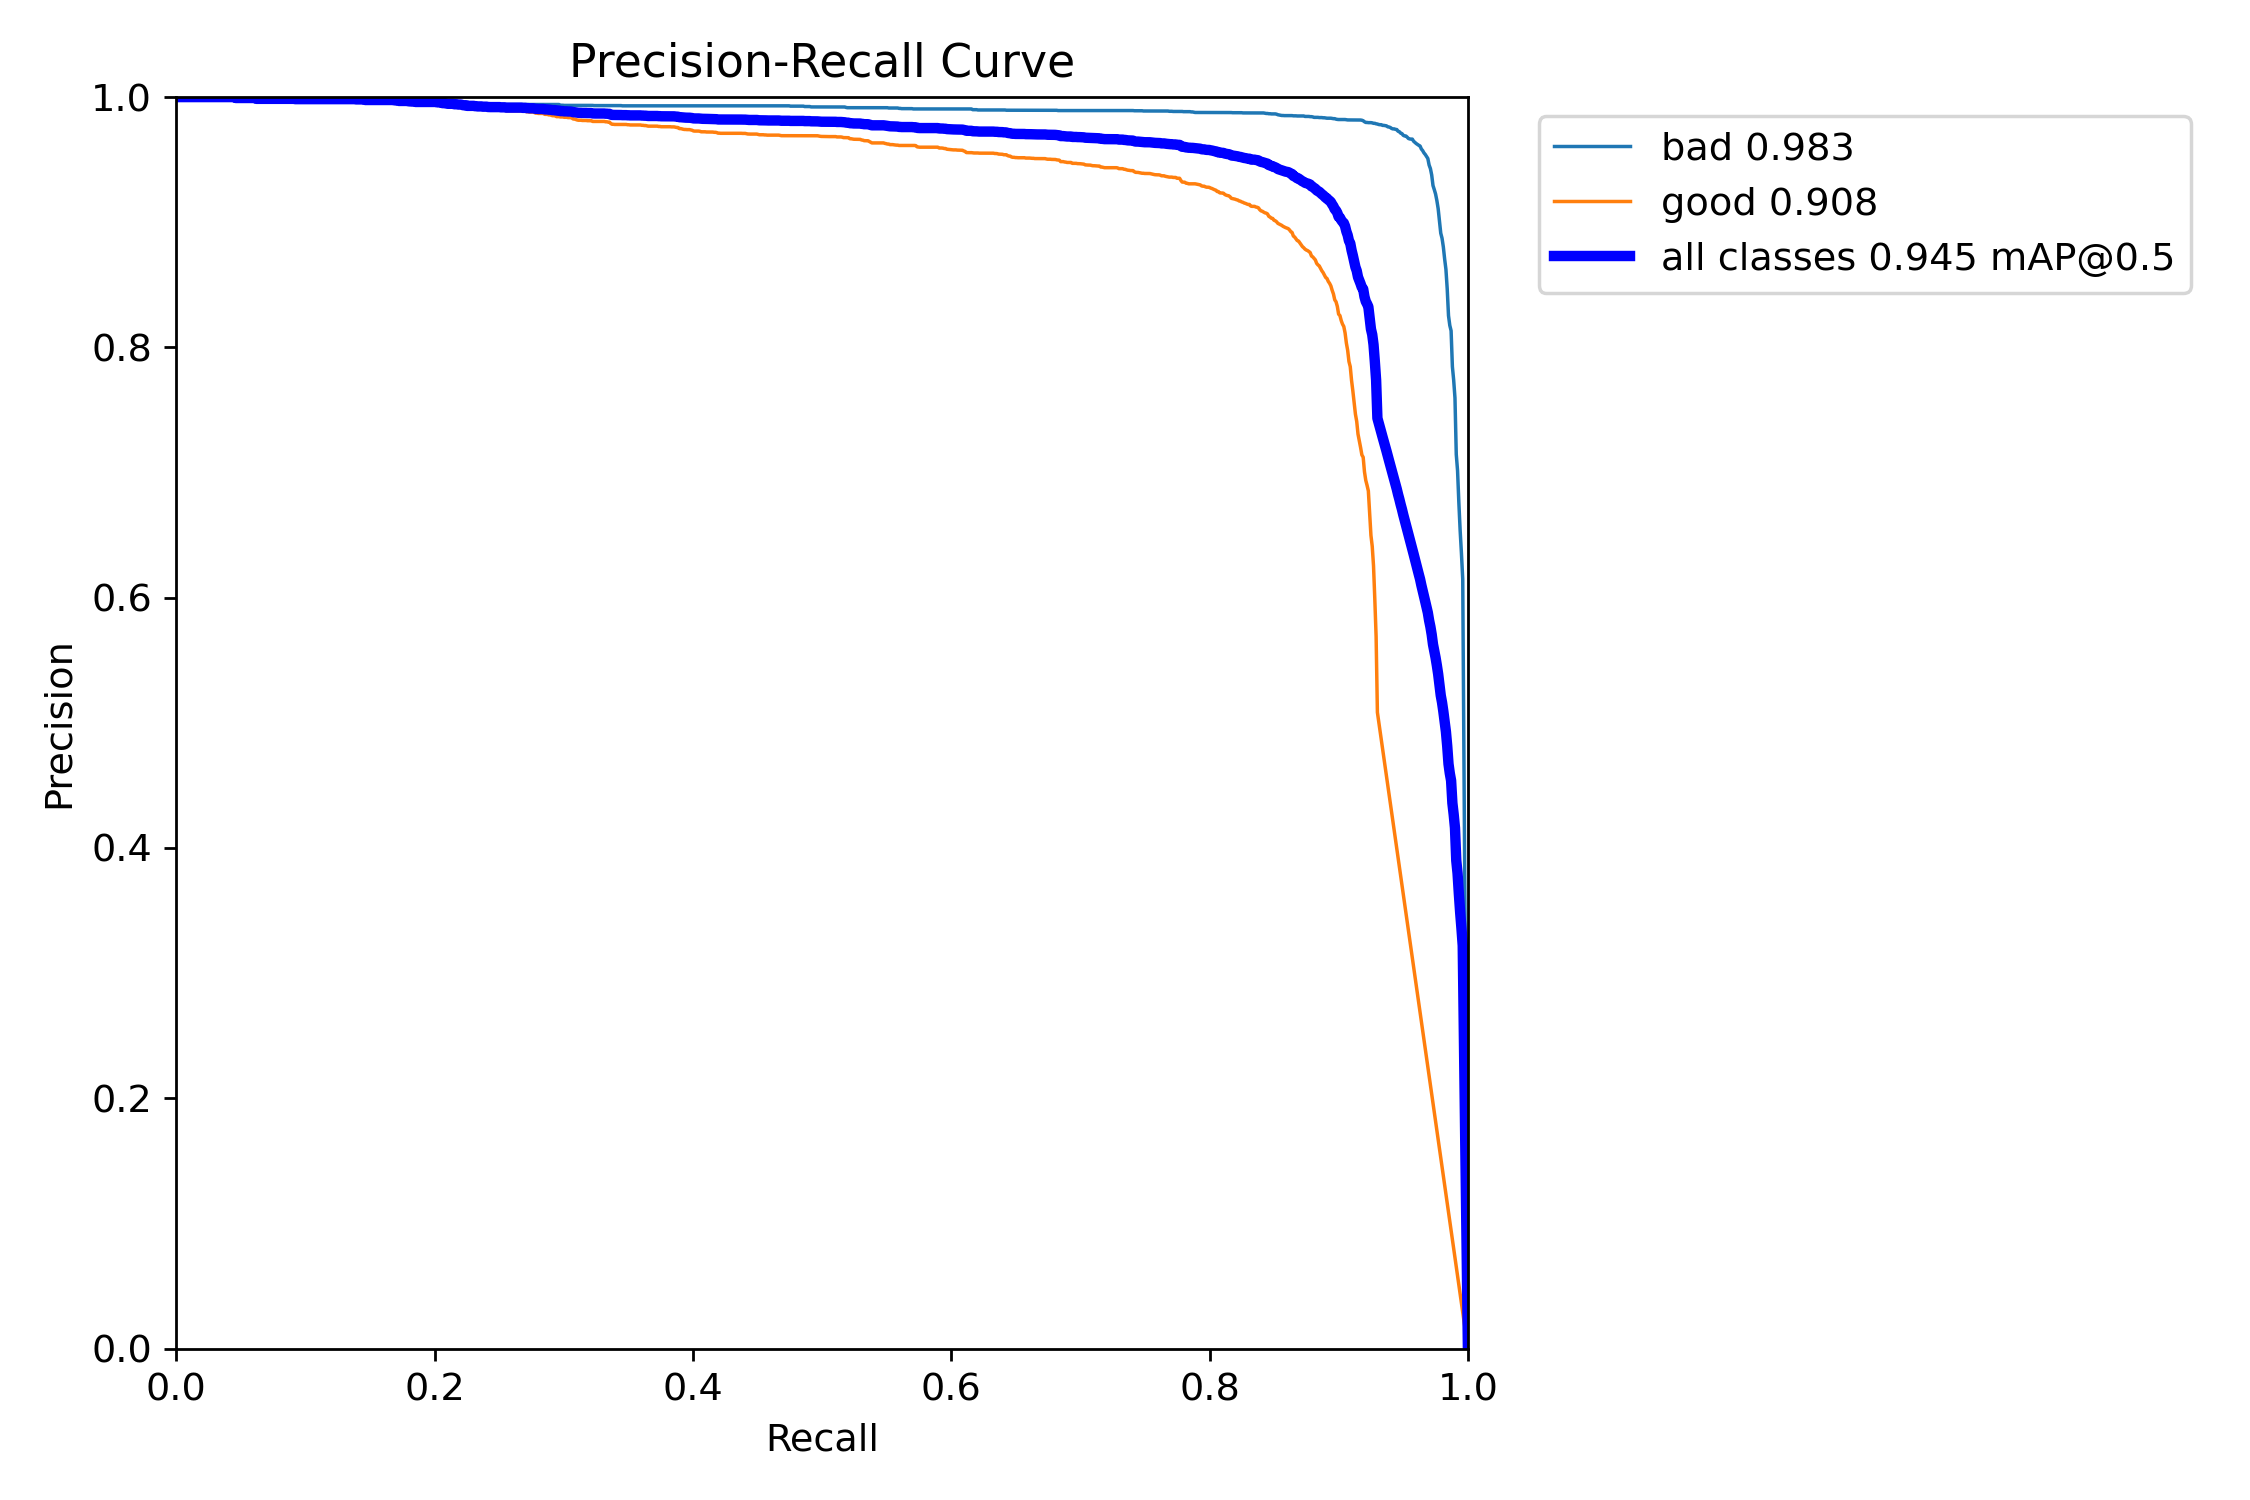 Precision-Recall Curve
bad 0.983
good 0.908
all classes 0.945 mAP@0.5
Precision
1.0
0.8
0.6
0.4
0.2
0.0
0.0 0.2 0.4 0.6 0.8 1.0
Recall